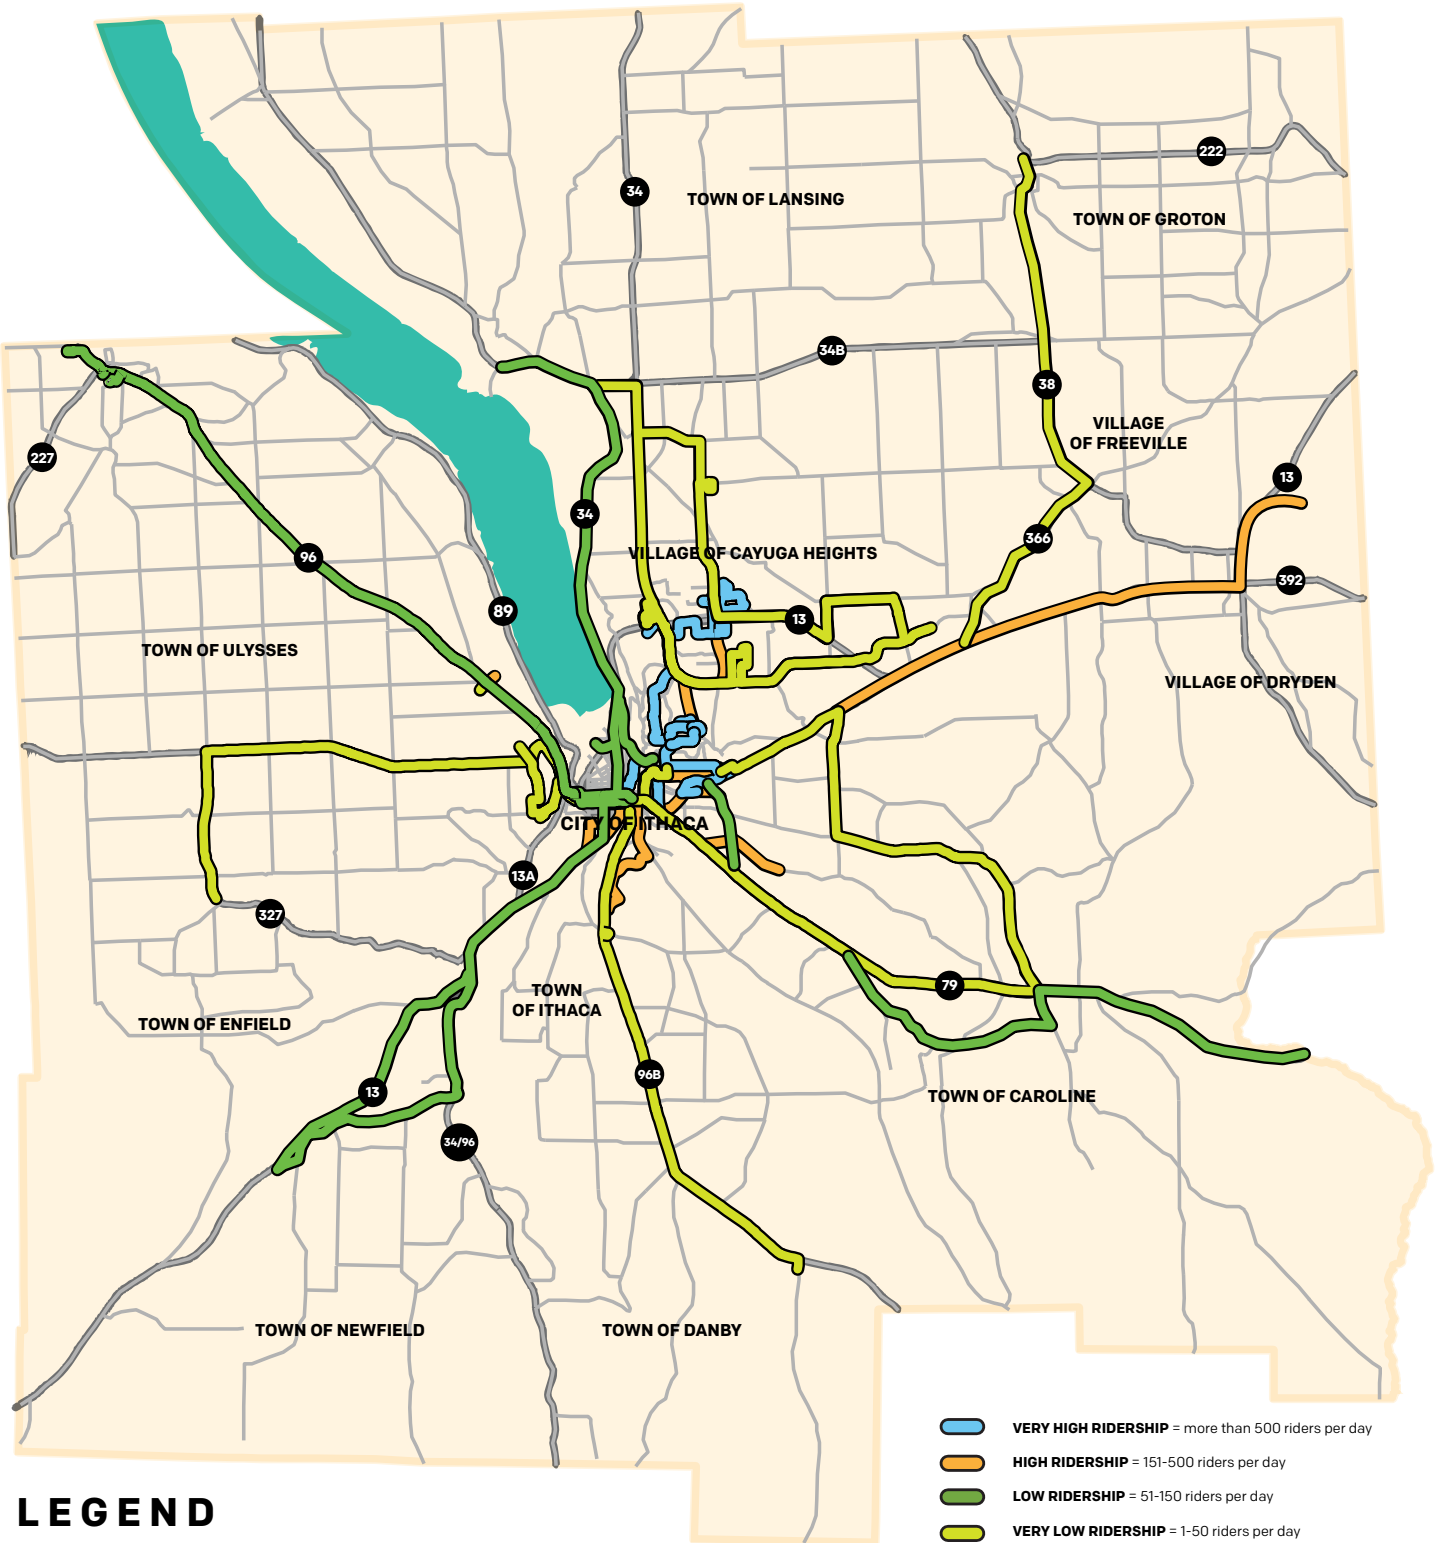 222
34
TOWN OF LANSING
TOWN OF GROTON
34B
38
VILLAGE
OF FREEVILLE
227
13
34
366
96
VILLAGE OF CAYUGA HEIGHTS
392
89
13
TOWN OF ULYSSES
VILLAGE OF DRYDEN
CITY OF ITHACA
13A
327
79
TOWN
OF ITHACA
TOWN OF ENFIELD
96B
13
TOWN OF CAROLINE
34/96
TOWN OF NEWFIELD
TOWN OF DANBY
LEGEND
VERY HIGH RIDERSHIP = more than 500 riders per day
HIGH RIDERSHIP = 151-500 riders per day
LOW RIDERSHIP = 51-150 riders per day
VERY LOW RIDERSHIP = 1-50 riders per day